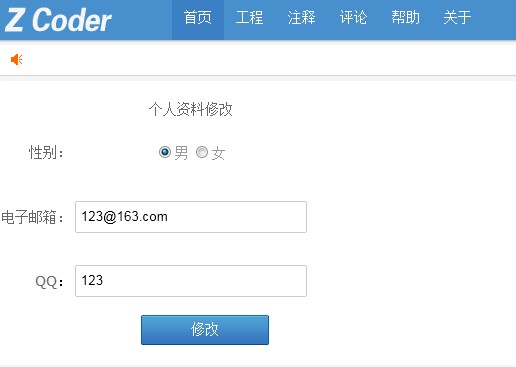 Z Coder 首页 工程 注释 评论 帮助 关于
个人资料修改
性别： 男 女
电子邮箱： 123@163.com
QQ： 123
修改